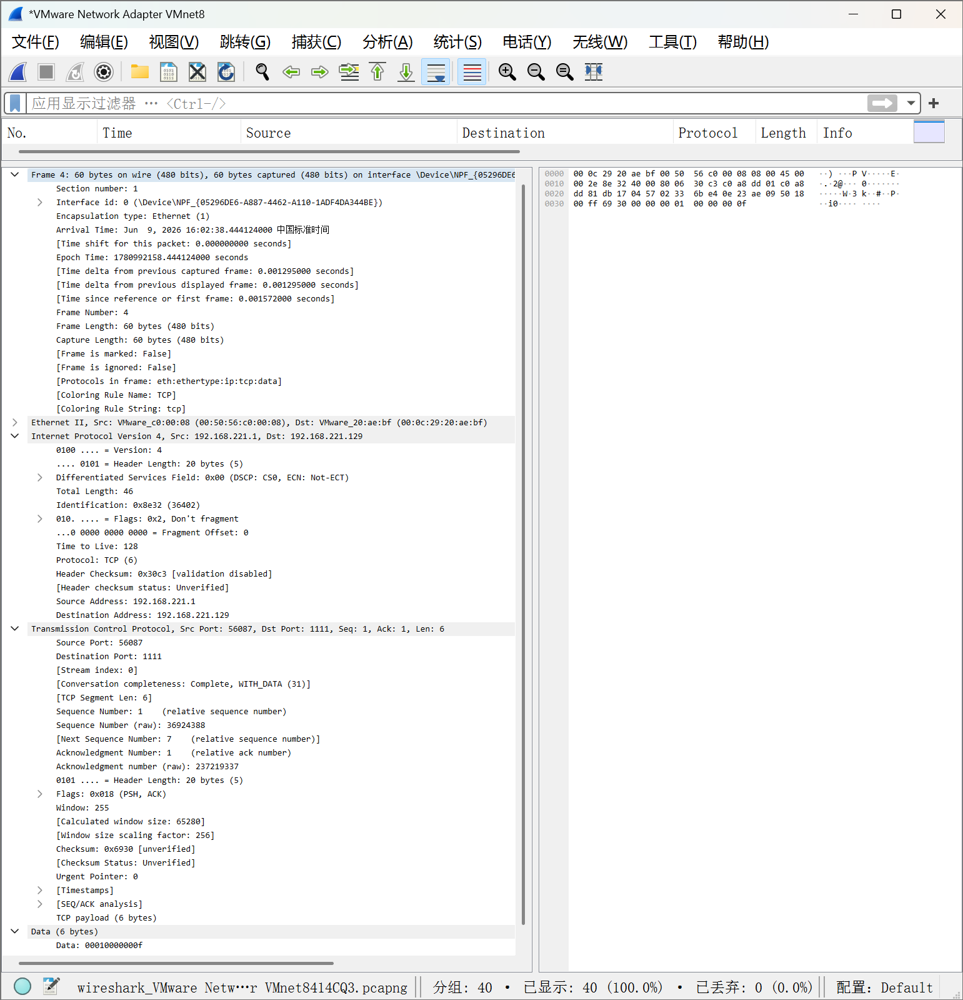 *VMware Network Adapter VMnet8
文件(F) 编辑(E) 视图(V) 跳转(G) 捕获(C) 分析(A) 统计(S) 电话(Y) 无线(W) 工具(T) 帮助(H)
应用显示过滤器 … <Ctrl-/>
No. Time Source Destination Protocol Length Info
Frame 4: 60 bytes on wire (480 bits), 60 bytes captured (480 bits) on interface \Device\NPF_{05296DE6
Section number: 1
Interface id: 0 (\Device\NPF_{05296DE6-A887-4462-A110-1ADF4DA344BE})
Encapsulation type: Ethernet (1)
Arrival Time: Jun  9, 2026 16:02:38.444124000 中国标准时间
[Time shift for this packet: 0.000000000 seconds]
Epoch Time: 1780992158.444124000 seconds
[Time delta from previous captured frame: 0.001295000 seconds]
[Time delta from previous displayed frame: 0.001295000 seconds]
[Time since reference or first frame: 0.001572000 seconds]
Frame Number: 4
Frame Length: 60 bytes (480 bits)
Capture Length: 60 bytes (480 bits)
[Frame is marked: False]
[Frame is ignored: False]
[Protocols in frame: eth:ethertype:ip:tcp:data]
[Coloring Rule Name: TCP]
[Coloring Rule String: tcp]
Ethernet II, Src: VMware_c0:00:08 (00:50:56:c0:00:08), Dst: VMware_20:ae:bf (00:0c:29:20:ae:bf)
Internet Protocol Version 4, Src: 192.168.221.1, Dst: 192.168.221.129
0100 .... = Version: 4
.... 0101 = Header Length: 20 bytes (5)
Differentiated Services Field: 0x00 (DSCP: CS0, ECN: Not-ECT)
Total Length: 46
Identification: 0x8e32 (36402)
010. .... = Flags: 0x2, Don't fragment
...0 0000 0000 0000 = Fragment Offset: 0
Time to Live: 128
Protocol: TCP (6)
Header Checksum: 0x30c3 [validation disabled]
[Header checksum status: Unverified]
Source Address: 192.168.221.1
Destination Address: 192.168.221.129
Transmission Control Protocol, Src Port: 56087, Dst Port: 1111, Seq: 1, Ack: 1, Len: 6
Source Port: 56087
Destination Port: 1111
[Stream index: 0]
[Conversation completeness: Complete, WITH_DATA (31)]
[TCP Segment Len: 6]
Sequence Number: 1    (relative sequence number)
Sequence Number (raw): 36924388
[Next Sequence Number: 7    (relative sequence number)]
Acknowledgment Number: 1    (relative ack number)
Acknowledgment number (raw): 237219337
0101 .... = Header Length: 20 bytes (5)
Flags: 0x018 (PSH, ACK)
Window: 255
[Calculated window size: 65280]
[Window size scaling factor: 256]
Checksum: 0x6930 [unverified]
[Checksum Status: Unverified]
Urgent Pointer: 0
[Timestamps]
[SEQ/ACK analysis]
TCP payload (6 bytes)
Data (6 bytes)
Data: 00010000000f
0000 00 0c 29 20 ae bf 00 50 56 c0 00 08 08 00 45 00 ··) ···P V·····E·
0010 00 2e 8e 32 40 00 80 06 30 c3 c0 a8 dd 01 c0 a8 ·.·2@··· 0·······
0020 dd 81 db 17 04 57 02 33 6b e4 0e 23 ae 09 50 18 ·····W·3 k··#··P·
0030 00 ff 69 30 00 00 00 01 00 00 00 0f ··i0···· ····
wireshark_VMware Netw…r VMnet8414CQ3.pcapng 分组: 40 · 已显示: 40 (100.0%) · 已丢弃: 0 (0.0%) 配置: Default